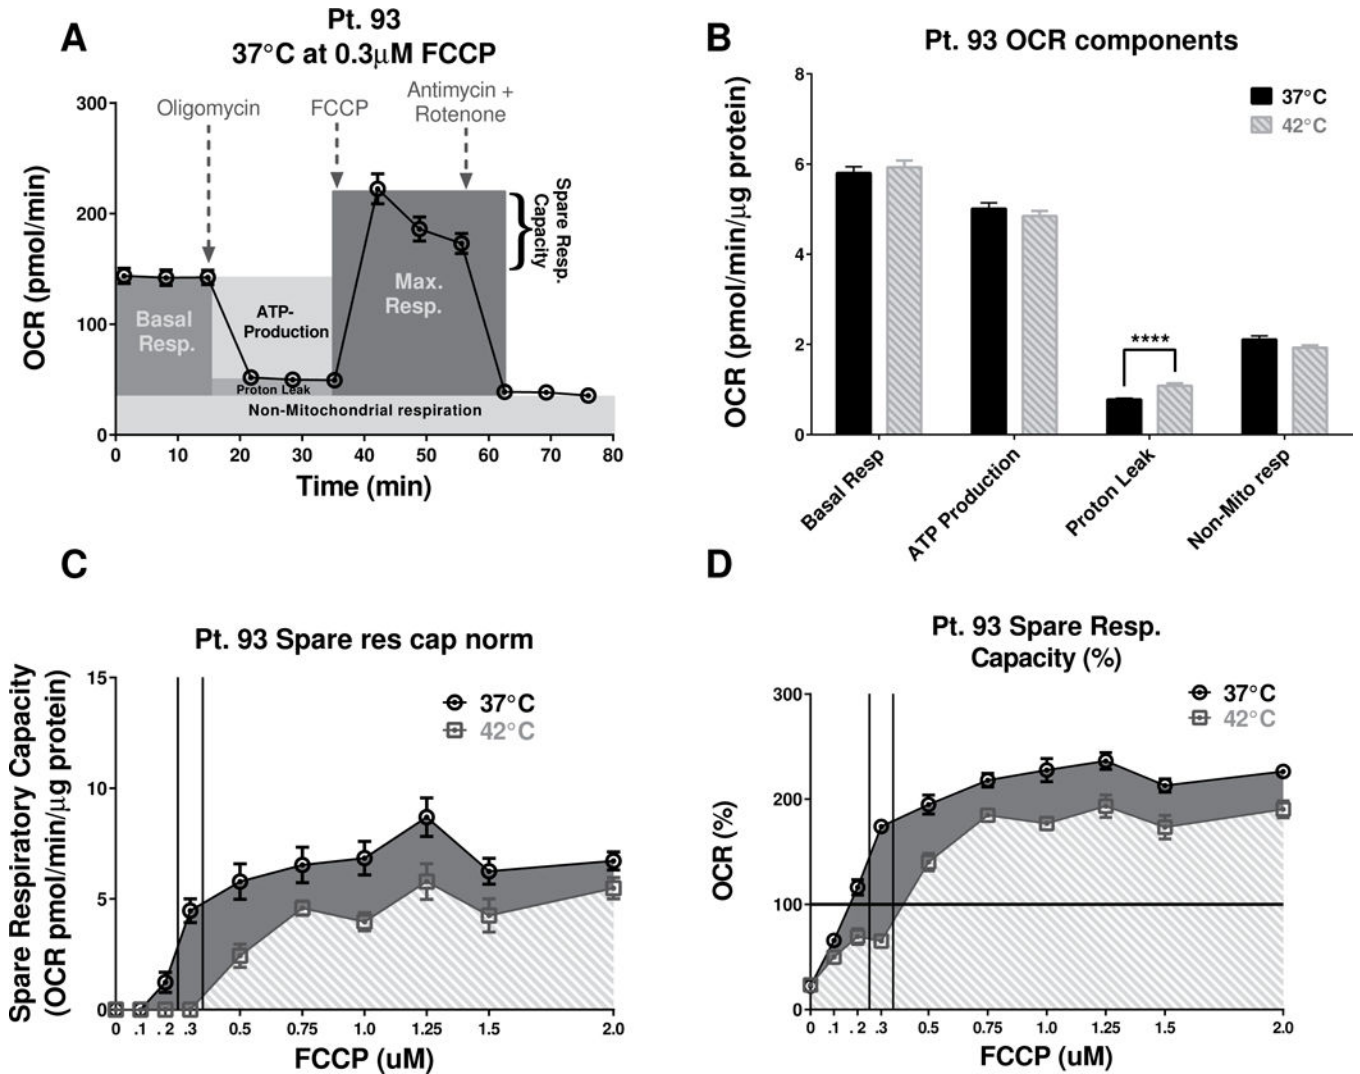 A
Pt. 93
37°C at 0.3μM FCCP
OCR (pmol/min)
300
200
100
0
Oligomycin
FCCP
Antimycin +
Rotenone
Spare Resp.
Capacity
Basal
Resp.
ATP-
Production
Max.
Resp.
Proton Leak
Non-Mitochondrial respiration
0 10 20 30 40 50 60 70 80
Time (min)
B
Pt. 93 OCR components
OCR (pmol/min/μg protein)
8
6
4
2
0
37°C
42°C
****
Basal Resp
ATP Production
Proton Leak
Non-Mito resp
C
Pt. 93 Spare res cap norm
Spare Respiratory Capacity
(OCR pmol/min/μg protein)
15
10
5
0
37°C
42°C
0 .1 .2 .3 0.5 0.75 1.0 1.25 1.5 2.0
FCCP (uM)
D
Pt. 93 Spare Resp.
Capacity (%)
OCR (%)
300
200
100
0
37°C
42°C
0 .1 .2 .3 0.5 0.75 1.0 1.25 1.5 2.0
FCCP (uM)